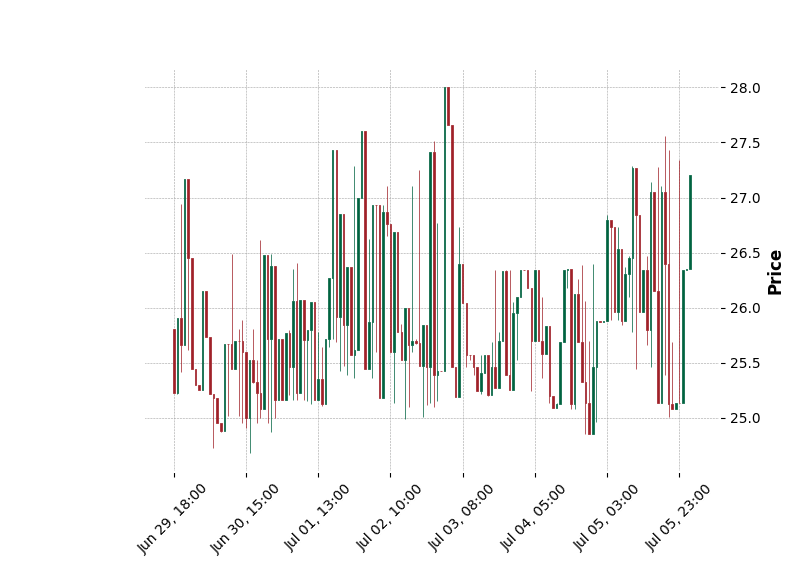 28.0
27.5
27.0
26.5
26.0
25.5
25.0
Price
Jun 29, 18:00
Jun 30, 15:00
Jul 01, 13:00
Jul 02, 10:00
Jul 03, 08:00
Jul 04, 05:00
Jul 05, 03:00
Jul 05, 23:00